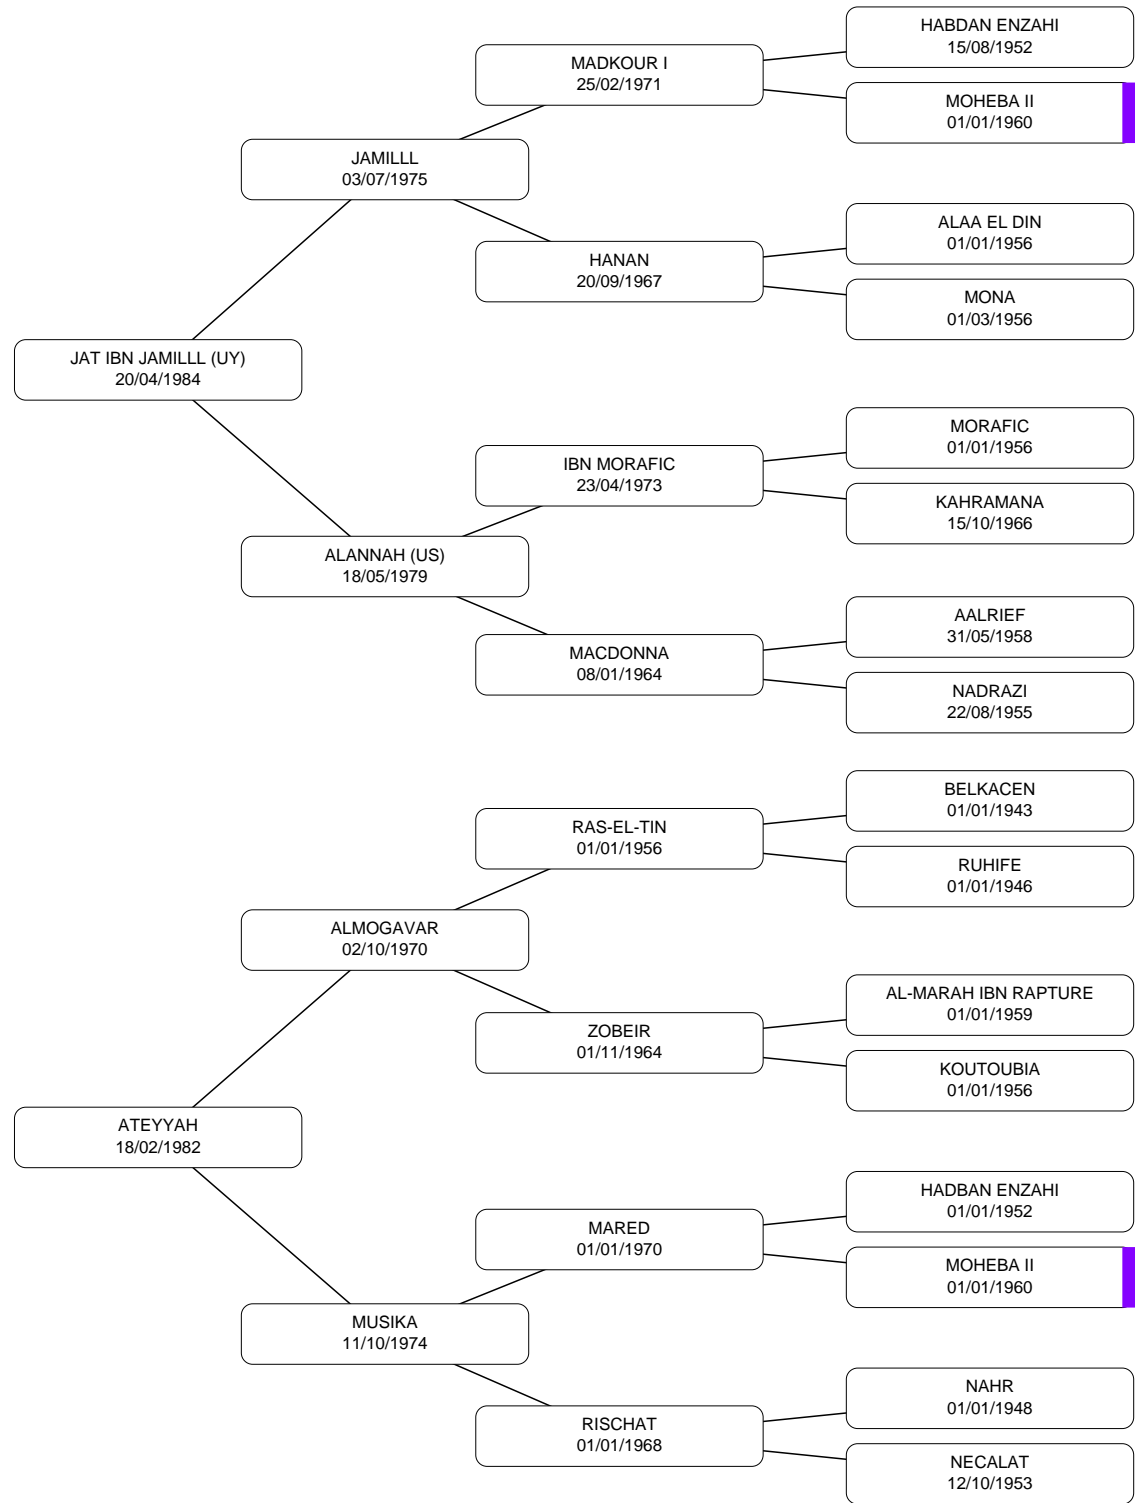 HABDAN ENZAHI
15/08/1952
MADKOUR I
25/02/1971
MOHEBA II
01/01/1960
JAMILLL
03/07/1975
ALAA EL DIN
01/01/1956
HANAN
20/09/1967
MONA
01/03/1956
JAT IBN JAMILLL (UY)
20/04/1984
MORAFIC
01/01/1956
IBN MORAFIC
23/04/1973
KAHRAMANA
15/10/1966
ALANNAH (US)
18/05/1979
AALRIEF
31/05/1958
MACDONNA
08/01/1964
NADRAZI
22/08/1955
BELKACEN
01/01/1943
RAS-EL-TIN
01/01/1956
RUHIFE
01/01/1946
ALMOGAVAR
02/10/1970
AL-MARAH IBN RAPTURE
01/01/1959
ZOBEIR
01/11/1964
KOUTOUBIA
01/01/1956
ATEYYAH
18/02/1982
HADBAN ENZAHI
01/01/1952
MARED
01/01/1970
MOHEBA II
01/01/1960
MUSIKA
11/10/1974
NAHR
01/01/1948
RISCHAT
01/01/1968
NECALAT
12/10/1953